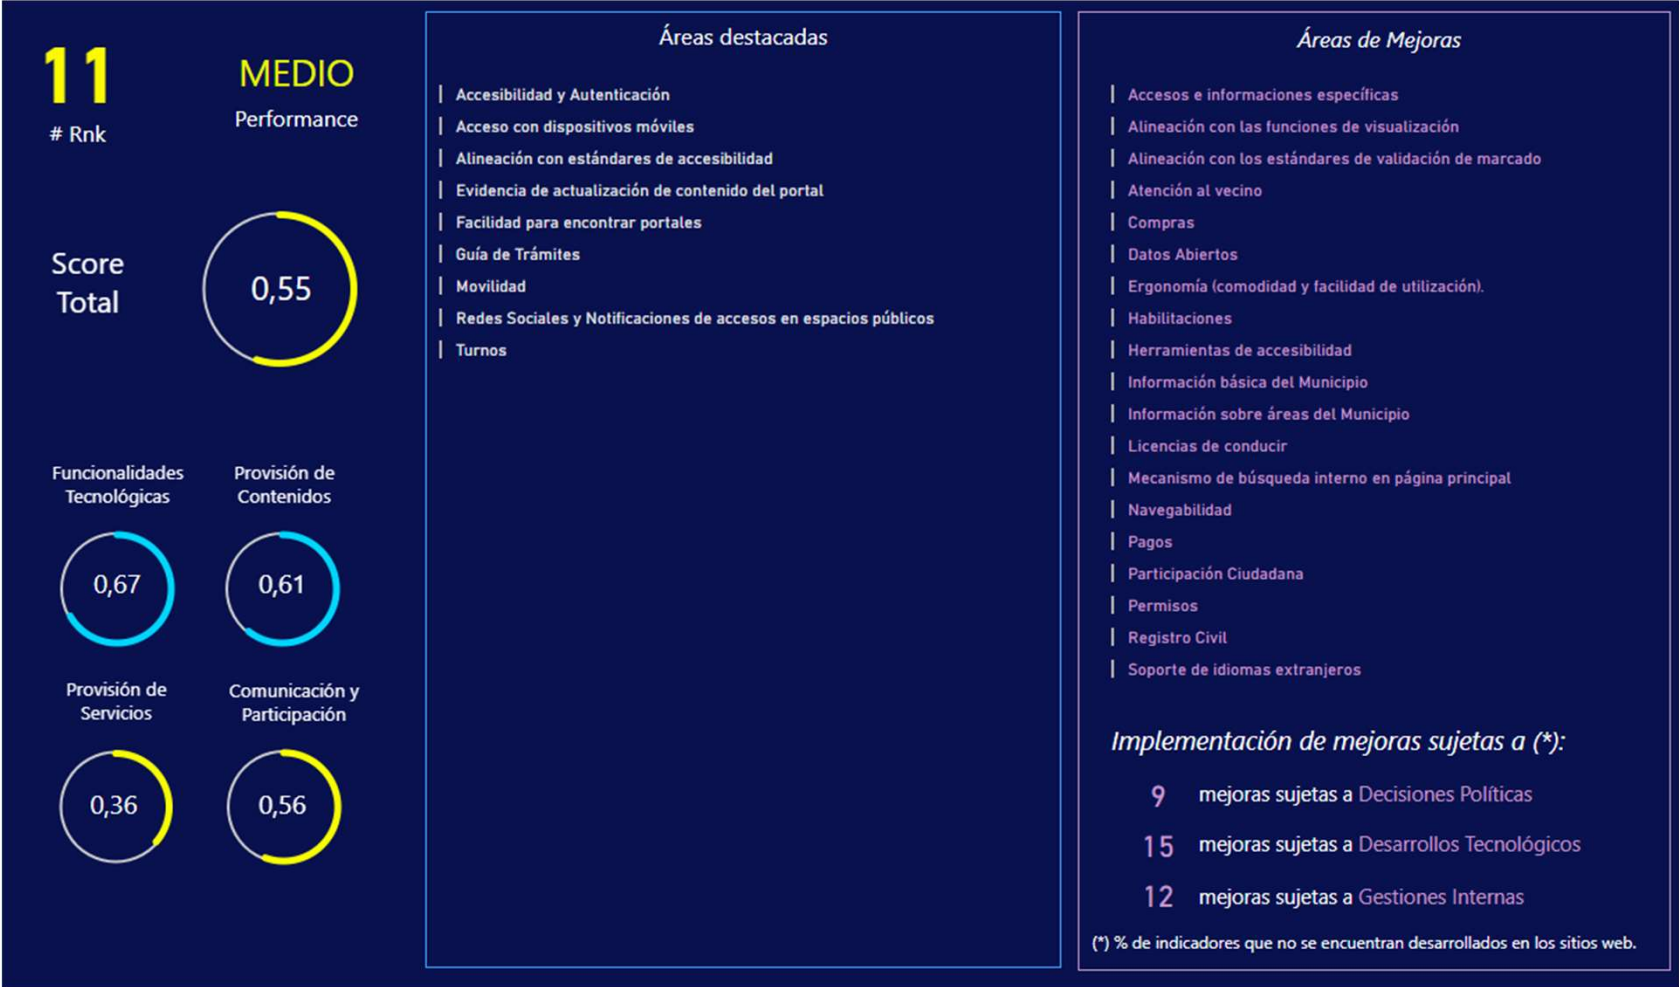 11
# Rnk
MEDIO
Performance
Score
Total
0,55
Funcionalidades
Tecnológicas
0,67
Provisión de
Contenidos
0,61
Provisión de
Servicios
0,36
Comunicación y
Participación
0,56
Áreas destacadas
Accesibilidad y Autenticación
Acceso con dispositivos móviles
Alineación con estándares de accesibilidad
Evidencia de actualización de contenido del portal
Facilidad para encontrar portales
Guía de Trámites
Movilidad
Redes Sociales y Notificaciones de accesos en espacios públicos
Turnos
Áreas de Mejoras
Accesos e informaciones específicas
Alineación con las funciones de visualización
Alineación con los estándares de validación de marcado
Atención al vecino
Compras
Datos Abiertos
Ergonomía (comodidad y facilidad de utilización).
Habilitaciones
Herramientas de accesibilidad
Información básica del Municipio
Información sobre áreas del Municipio
Licencias de conducir
Mecanismo de búsqueda interno en página principal
Navegabilidad
Pagos
Participación Ciudadana
Permisos
Registro Civil
Soporte de idiomas extranjeros
Implementación de mejoras sujetas a (*):
9 mejoras sujetas a Decisiones Políticas
15 mejoras sujetas a Desarrollos Tecnológicos
12 mejoras sujetas a Gestiones Internas
(*) % de indicadores que no se encuentran desarrollados en los sitios web.